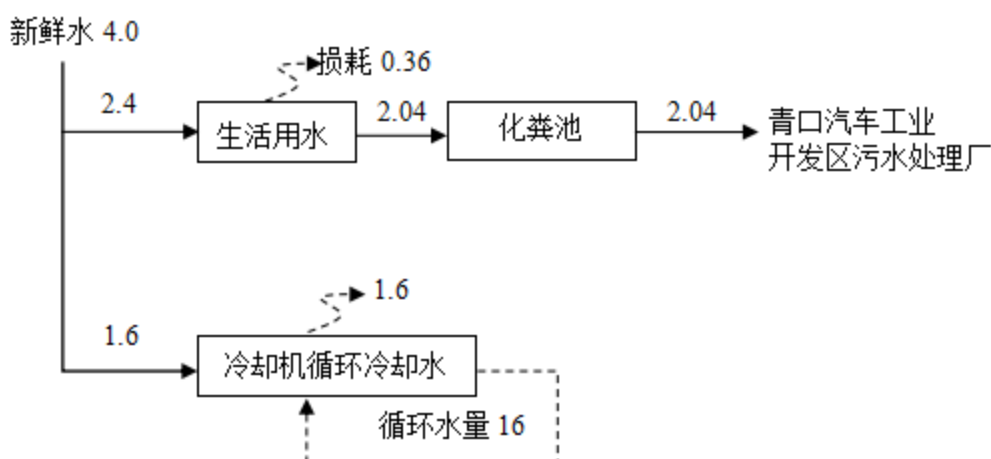 新鲜水 4.0
损耗 0.36
2.4
生活用水
2.04
化粪池
2.04
青口汽车工业
开发区污水处理厂
1.6
1.6
冷却机循环冷却水
循环水量 16